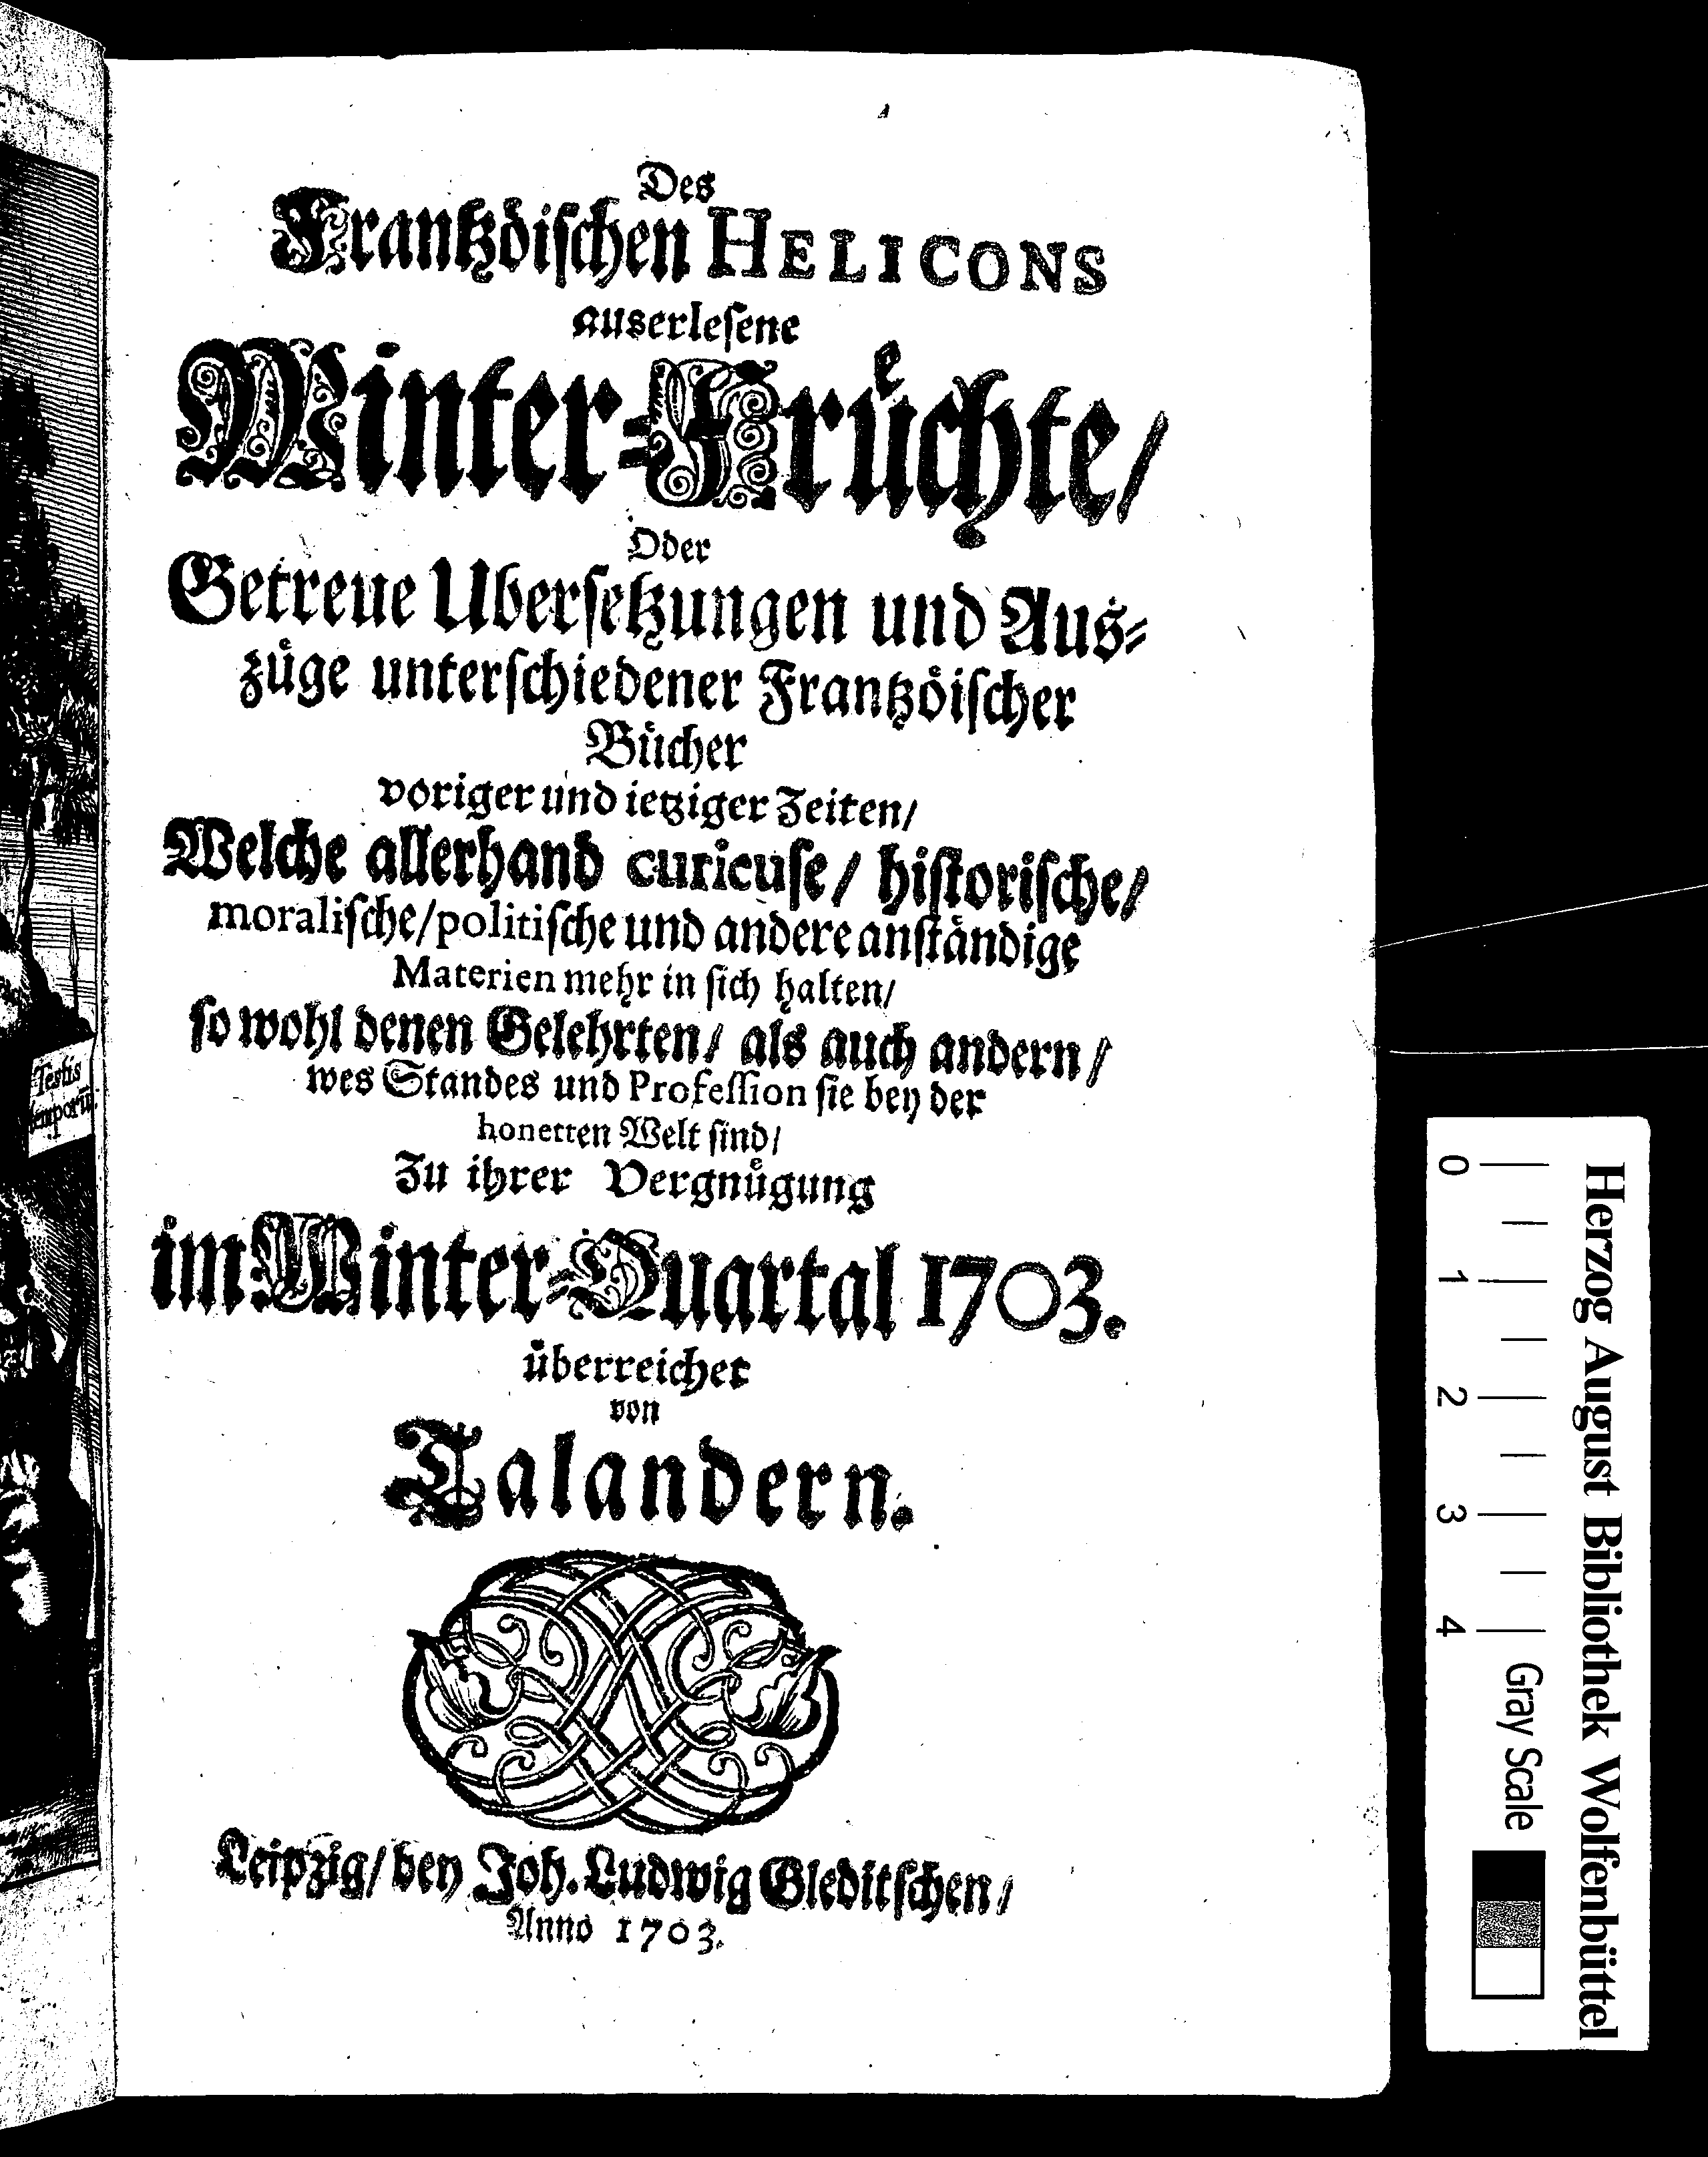 Des
Frantzöischen HELICONS
auserlesene
Winter-Früchte/
Oder
Getreue Ubersetzungen und Aus-
züge unterschiedener Frantzöischer
Bücher
voriger und ietziger Zeiten/
Welche allerhand curieuse/ historische/
moralische/politische und andere anständige
Materien mehr in sich halten/
so wohl denen Gelehrten/ als auch andern/
wes Standes und Profession sie bey der
honetten Welt sind/
Zu ihrer Vergnügung
im Winter-Quartal 1703.
überreichet
von
Talandern.
Leipzig/ bey Joh. Ludwig Gleditschen/
Anno 1703.
Testis
temporū.
Herzog August Bibliothek Wolfenbüttel
0 1 2 3 4 Gray Scale